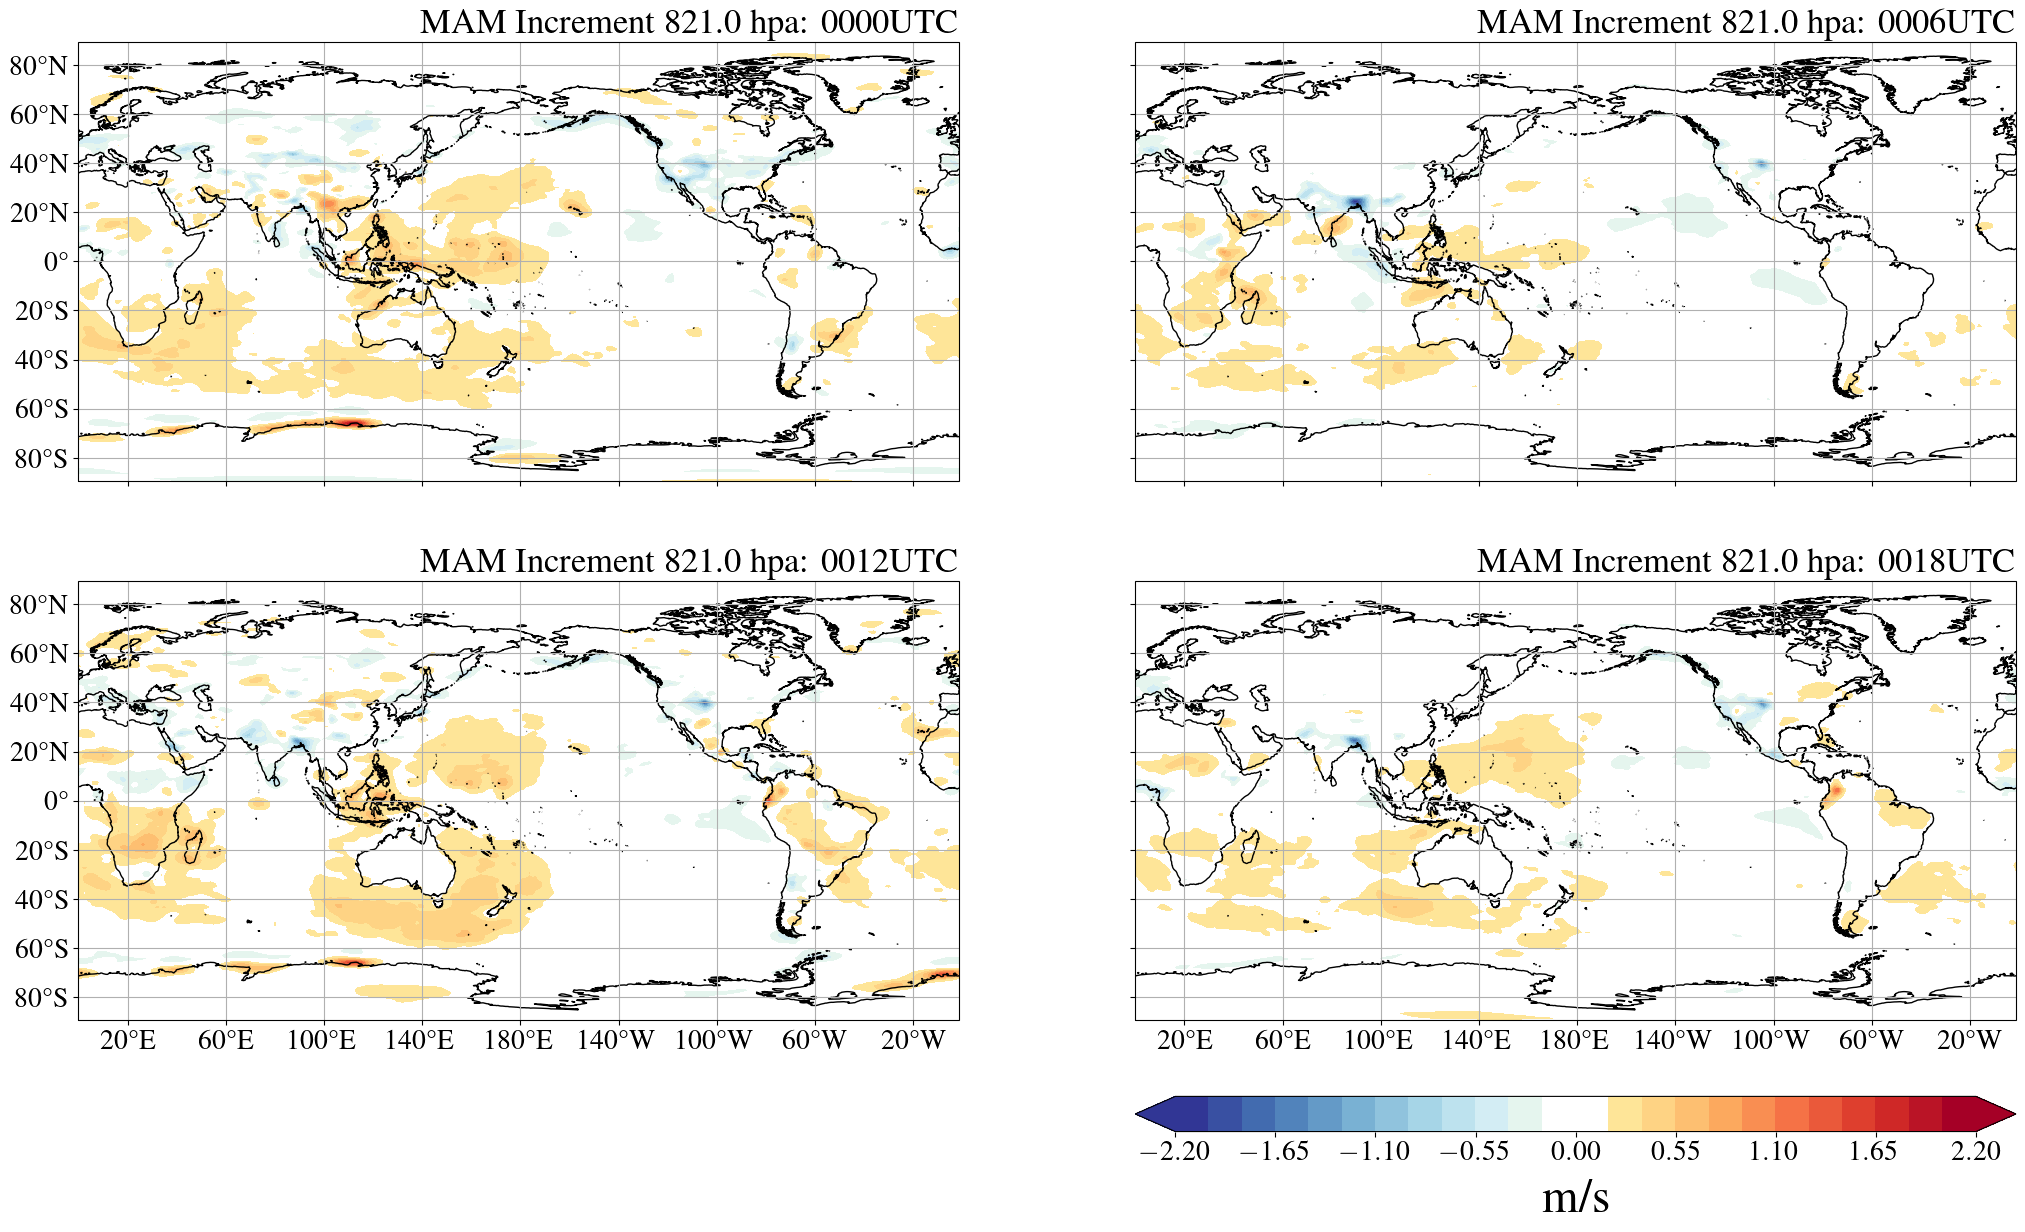 MAM Increment 821.0 hpa: 0000UTC
MAM Increment 821.0 hpa: 0006UTC
80°N
60°N
40°N
20°N
0°
20°S
40°S
60°S
80°S
MAM Increment 821.0 hpa: 0012UTC
MAM Increment 821.0 hpa: 0018UTC
80°N
60°N
40°N
20°N
0°
20°S
40°S
60°S
80°S
20°E 60°E 100°E 140°E 180°E 140°W 100°W 60°W 20°W
20°E 60°E 100°E 140°E 180°E 140°W 100°W 60°W 20°W
−2.20 −1.65 −1.10 −0.55 0.00 0.55 1.10 1.65 2.20
m/s